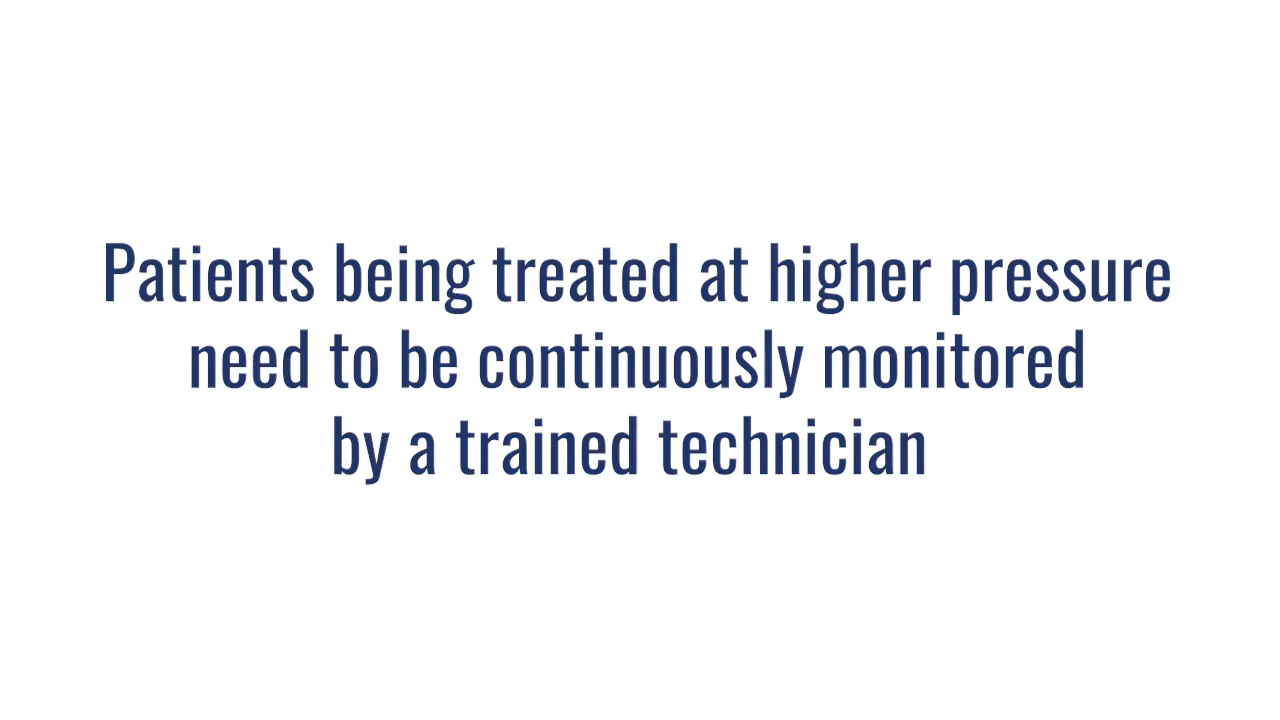 Patients being treated at higher pressure
need to be continuously monitored
by a trained technician